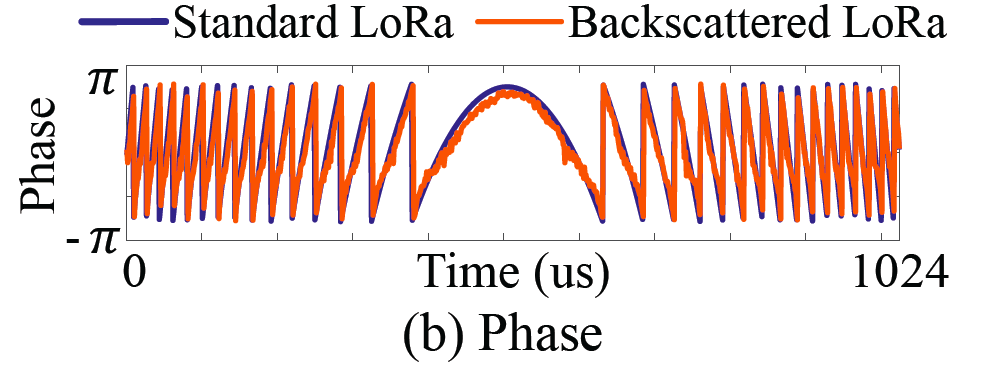 Standard LoRa Backscattered LoRa
π
Phase
-π
0 Time (us) 1024
(b) Phase